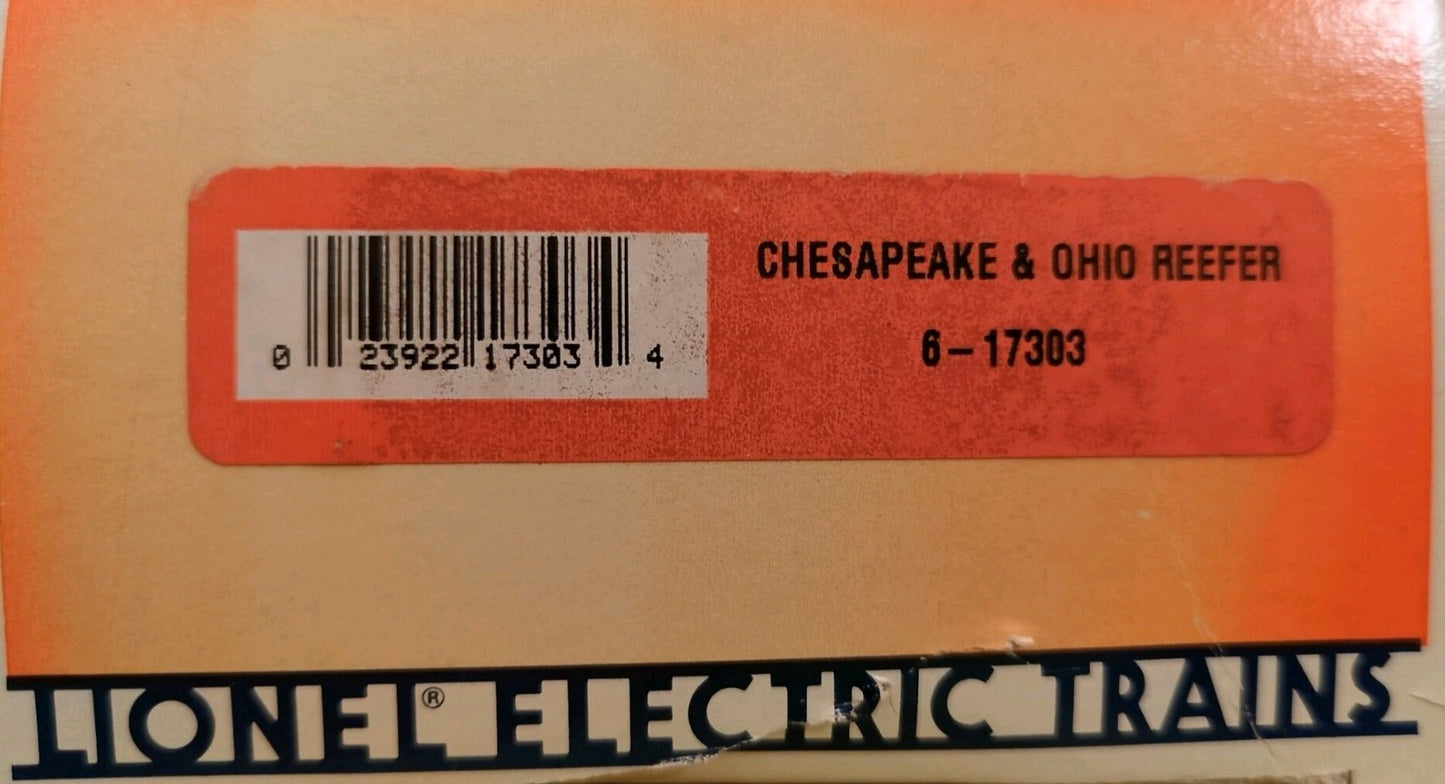 0 23922 17303 4
CHESAPEAKE & OHIO REEFER
6-17303
LIONEL® ELECTRIC TRAINS